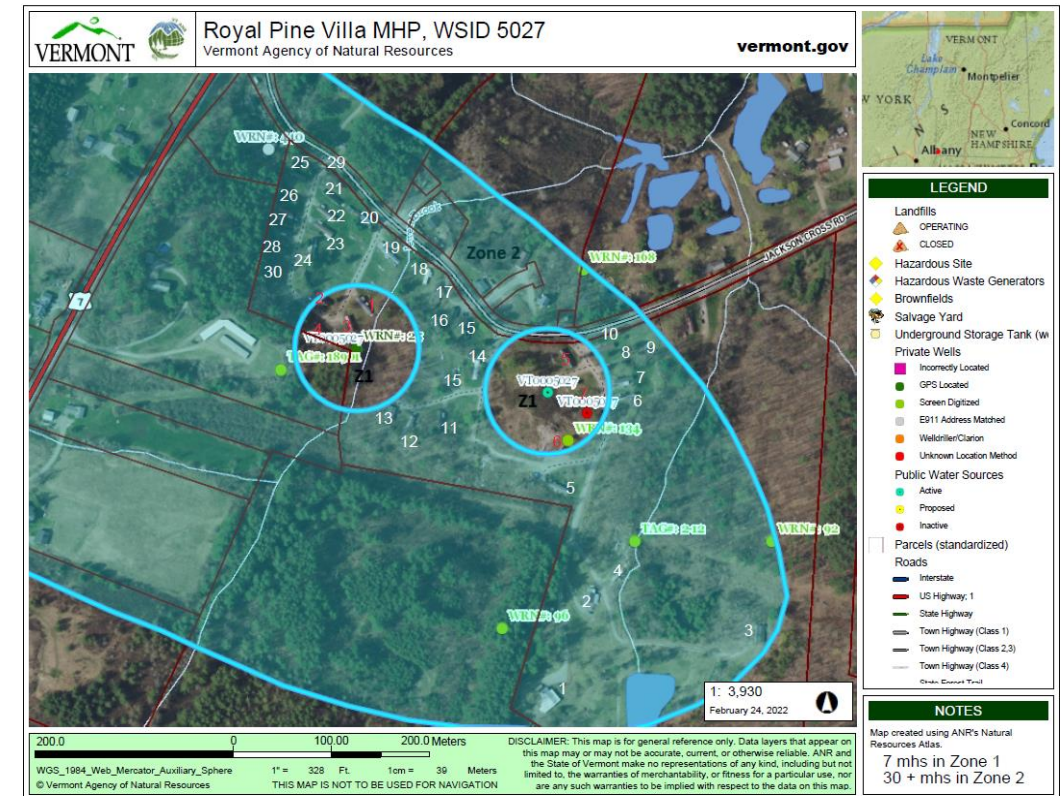 VERMONT
Royal Pine Villa MHP, WSID 5027
Vermont Agency of Natural Resources
vermont.gov
VERMONT
Lake
Champlain
Montpelier
W YORK
Concord
NEW
HAMPSHIRE
Albany
WRN#: 410
25
29
26
21
27
22
20
28
23
19
30
24
18
17
Zone 2
WRN#: 168
JACKSON CROSS RD
7
16
15
10
14
8
9
15
7
6
Z1
Z1
VT0005027
WRN#: 134
13
11
12
5
TAG#: 2-12
WRN#: 92
4
2
3
WRN#: 96
1
1: 3,930
February 24, 2022
LEGEND
Landfills
OPERATING
CLOSED
Hazardous Site
Hazardous Waste Generators
Brownfields
Salvage Yard
Underground Storage Tank (w
Private Wells
Incorrectly Located
GPS Located
Screen Digitized
E911 Address Matched
Welldriller/Clarion
Unknown Location Method
Public Water Sources
Active
Proposed
Inactive
Parcels (standardized)
Roads
Interstate
US Highway; 1
State Highway
Town Highway (Class 1)
Town Highway (Class 2,3)
Town Highway (Class 4)
State Forest Trail
NOTES
Map created using ANR's Natural
Resources Atlas.
7 mhs in Zone 1
30 + mhs in Zone 2
200.0 0 100.00 200.0 Meters
WGS_1984_Web_Mercator_Auxiliary_Sphere 1" = 328 Ft. 1cm = 39 Meters
© Vermont Agency of Natural Resources THIS MAP IS NOT TO BE USED FOR NAVIGATION
DISCLAIMER: This map is for general reference only. Data layers that appear on
this map may or may not be accurate, current, or otherwise reliable. ANR and
the State of Vermont make no representations of any kind, including but not
limited to, the warranties of merchantability, or fitness for a particular use, nor
are any such warranties to be implied with respect to the data on this map.